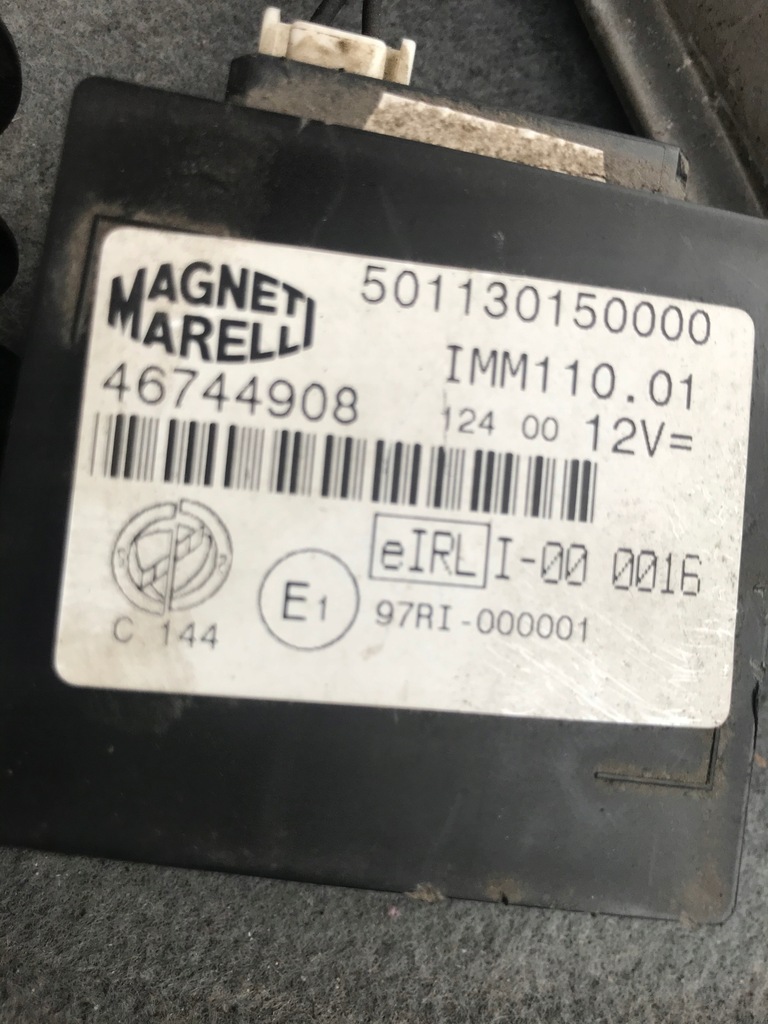 MAGNETI
MARELLI
501130150000
46744908
IMM110.01
124 00 12V=
eIRL I-00 0016
C 144
E1
97RI-000001